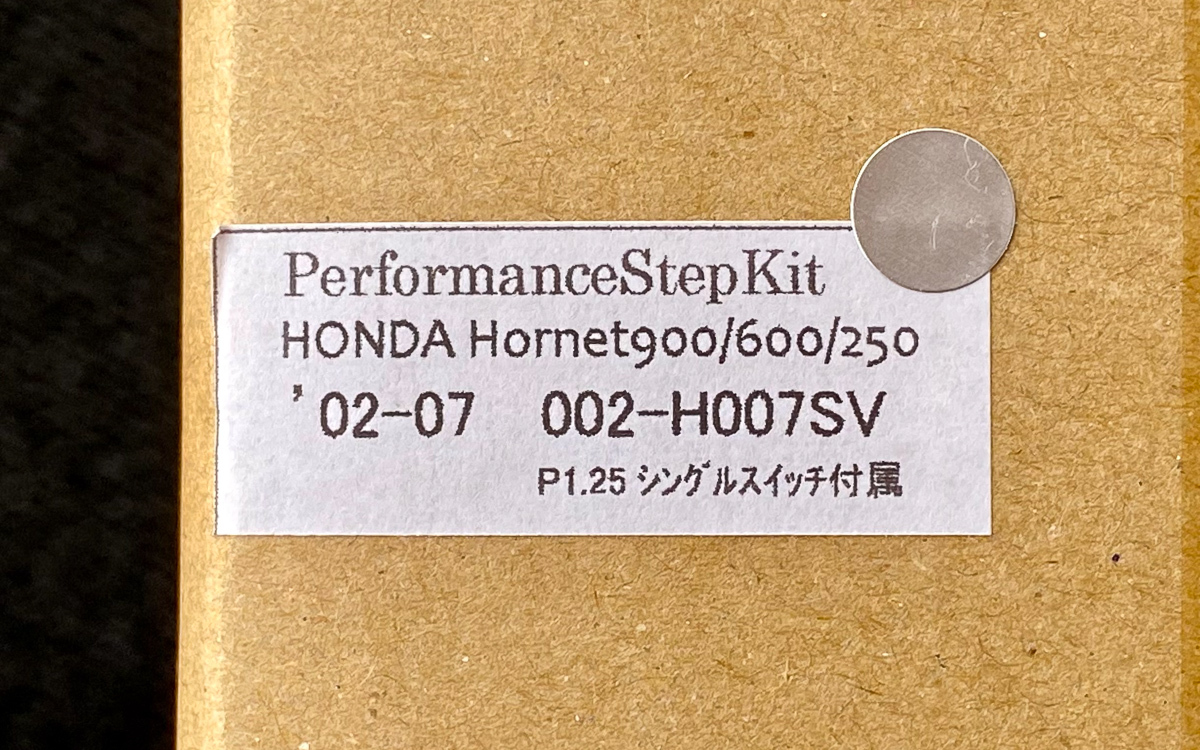 PerformanceStepKit
HONDA Hornet900/600/250
'02-07 002-H007SV
P1.25 シングルスイッチ付属